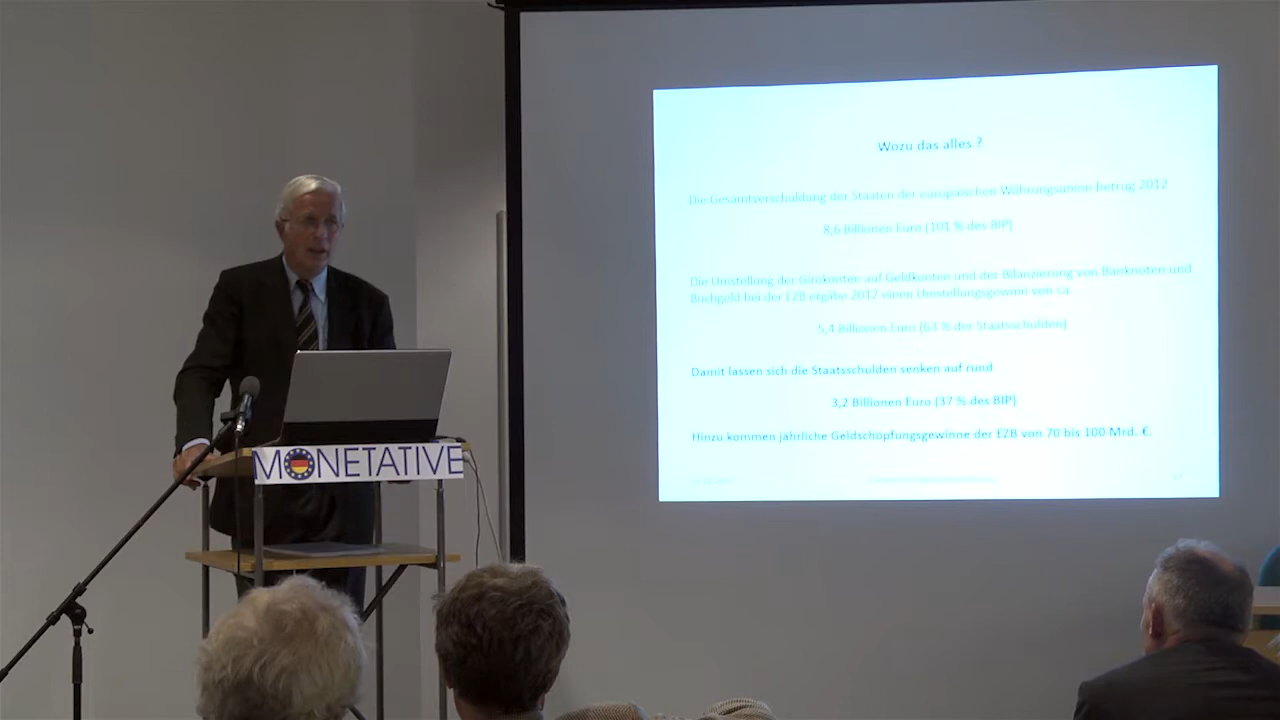 Wozu das alles ?
Die Gesamtverschuldung der Staaten der europäischen Währungsunion betrug 2012
8,6 Billionen Euro (101 % des BIP)
Die Umstellung der Girokonten auf Geldkonten und der Bilanzierung von Banknoten und
Buchgeld bei der EZB ergäbe 2012 einen Umstellungsgewinn von ca.
5,4 Billionen Euro (63 % der Staatsschulden)
Damit lassen sich die Staatsschulden senken auf rund
3,2 Billionen Euro (37 % des BIP)
Hinzu kommen jährliche Geldschöpfungsgewinne der EZB von 70 bis 100 Mrd. €.
MONETATIVE